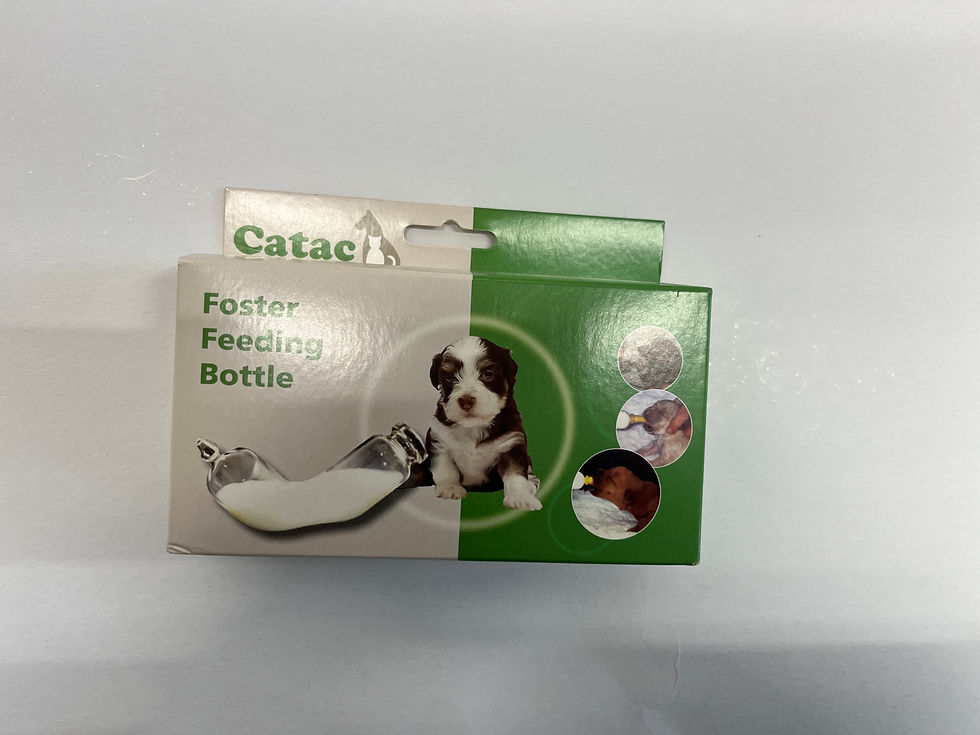 Catac
Foster
Feeding
Bottle